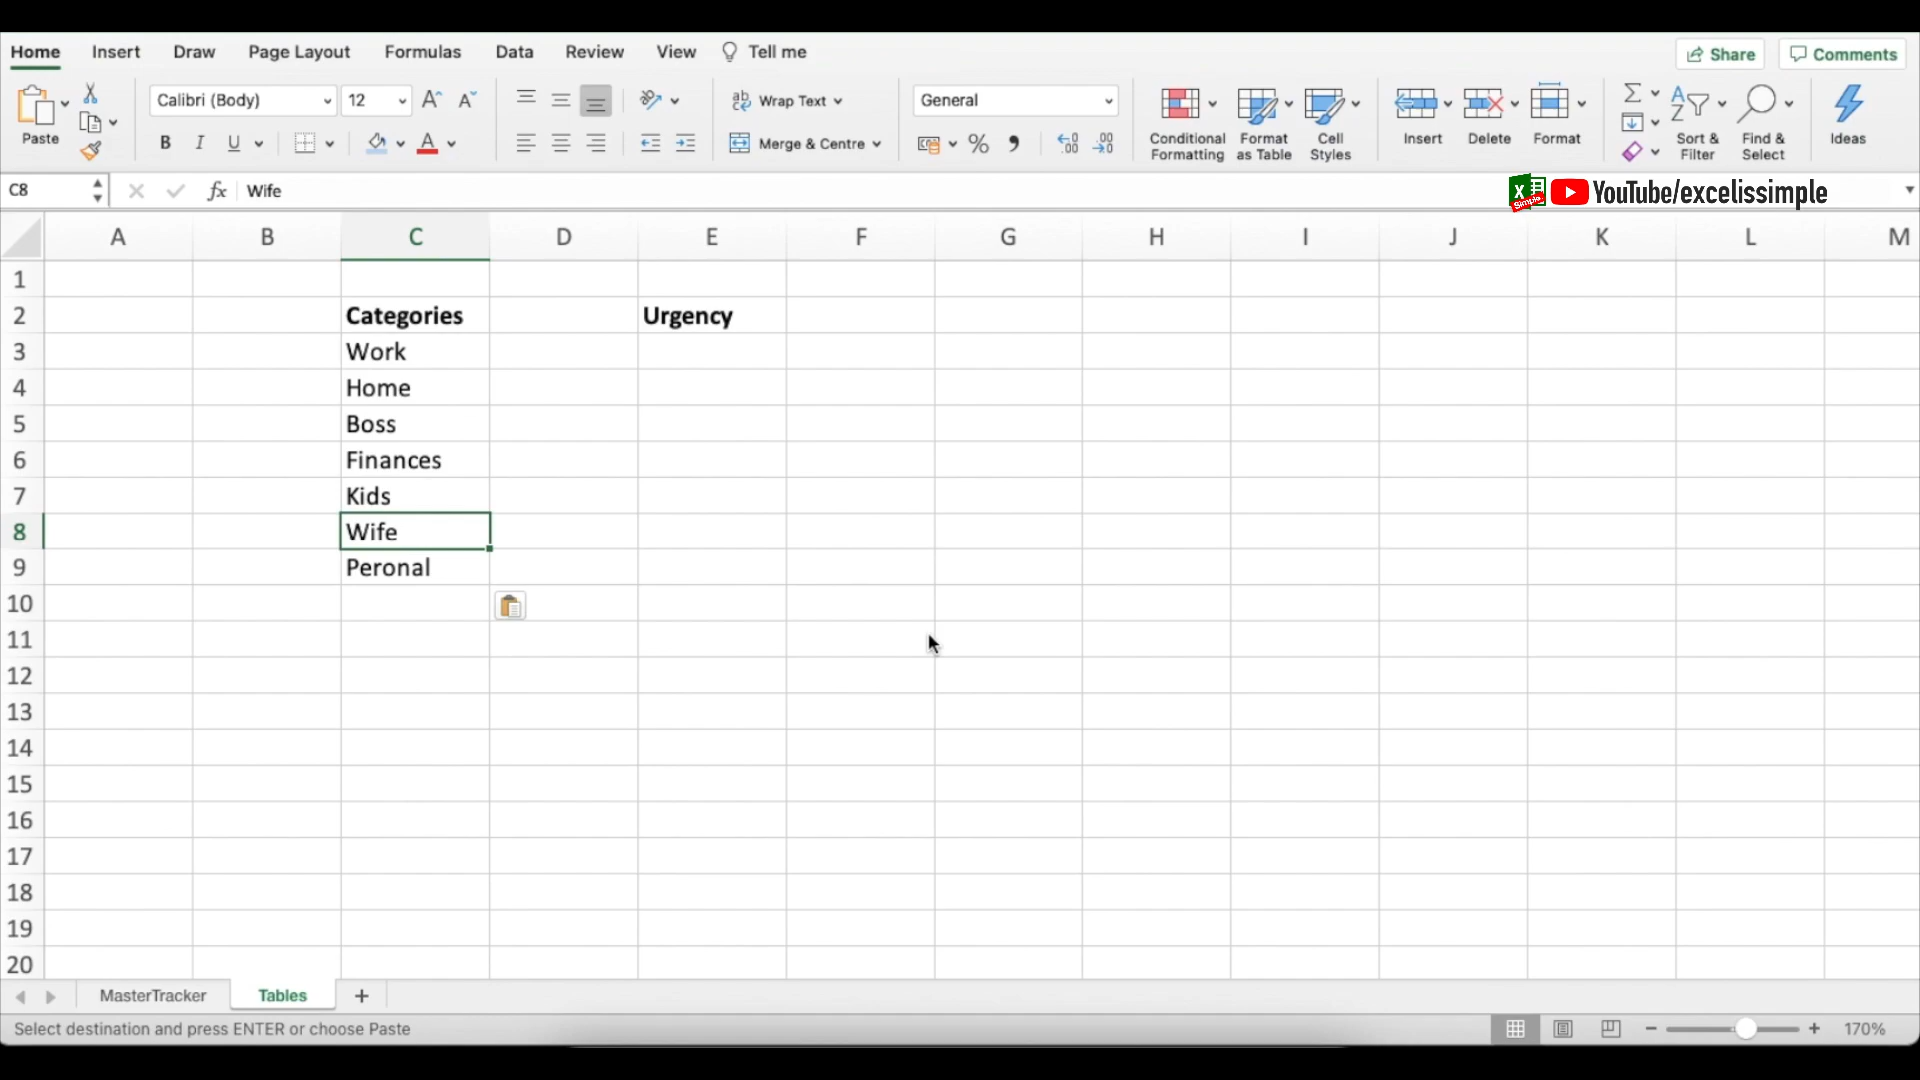 Home Insert Draw Page Layout Formulas Data Review View Tell me Share Comments
Paste Calibri (Body) 12 B I U A Wrap Text Merge & Centre General % Conditional Formatting Format as Table Cell Styles Insert Delete Format Sort & Filter Find & Select Ideas
C8 fx Wife Simple YouTube/excelissimple
A B C D E F G H I J K L M
1
2 Categories Urgency
3 Work
4 Home
5 Boss
6 Finances
7 Kids
8 Wife
9 Peronal
10
11
12
13
14
15
16
17
18
19
20
MasterTracker Tables +
Select destination and press ENTER or choose Paste 170%